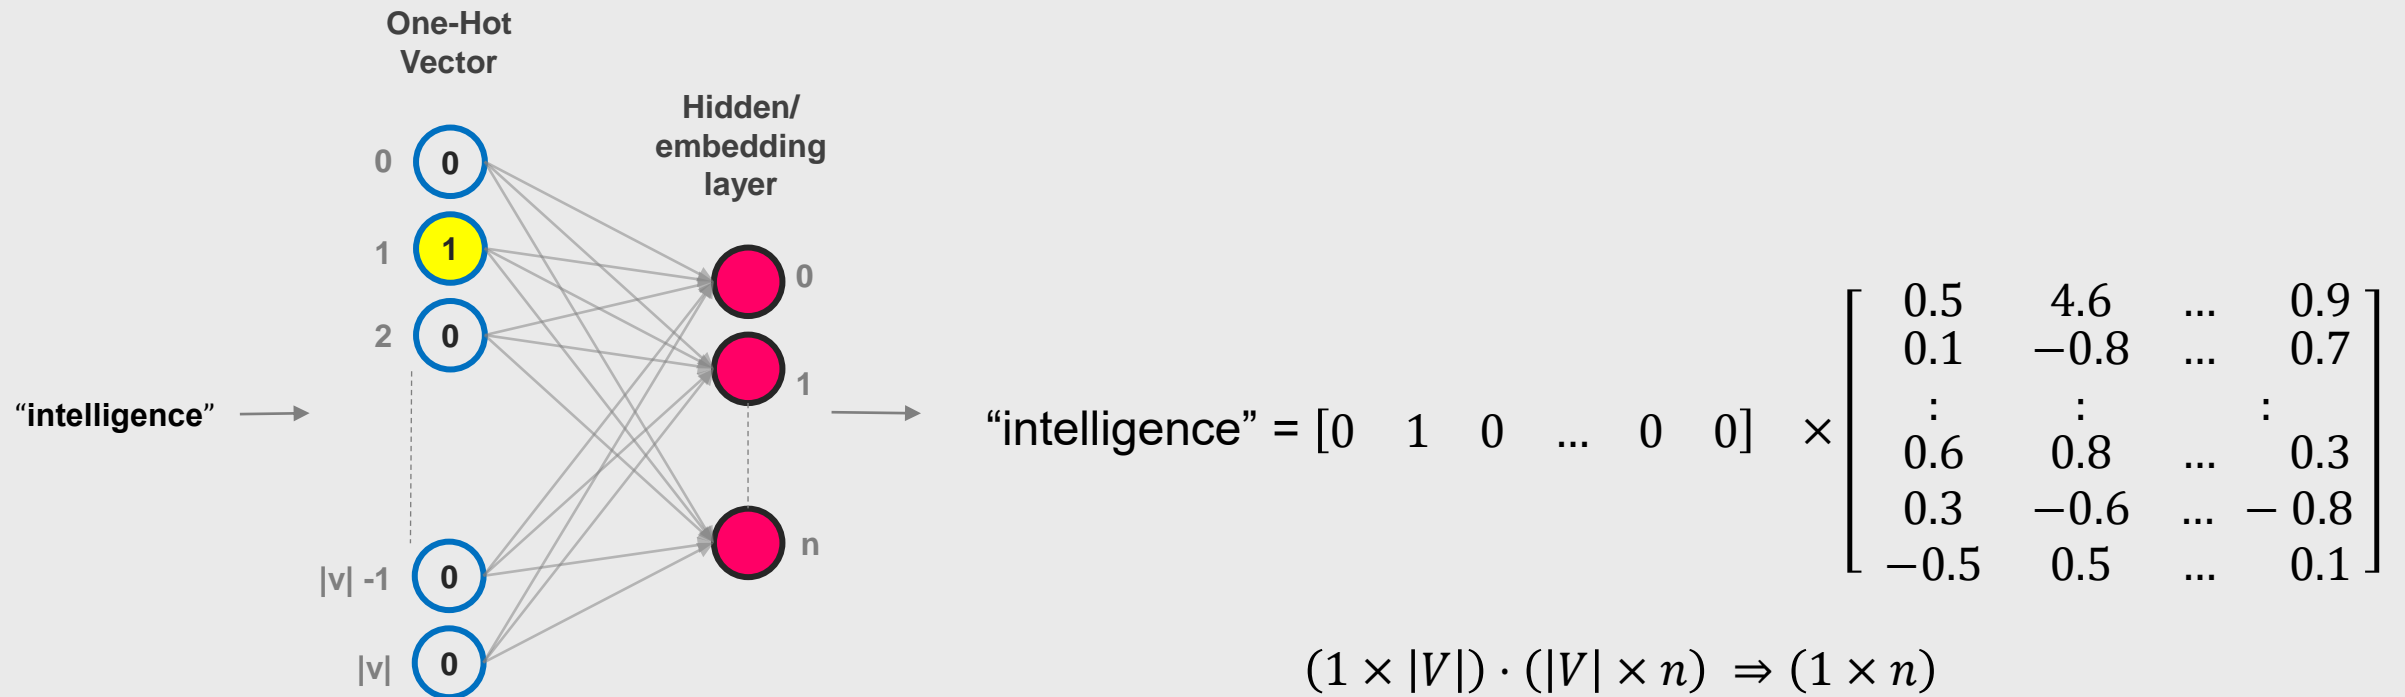 One-Hot
Vector
Hidden/
embedding
layer
0 0
1 1
2 0
|v| -1 0
|v| 0
0
1
n
“intelligence”
“intelligence” = [0 1 0 ... 0 0] ×
0.5 4.6 ... 0.9
0.1 −0.8 ... 0.7
: : :
0.6 0.8 ... 0.3
0.3 −0.6 ... − 0.8
−0.5 0.5 ... 0.1
(1 × |V|) · (|V| × n) ⇒ (1 × n)